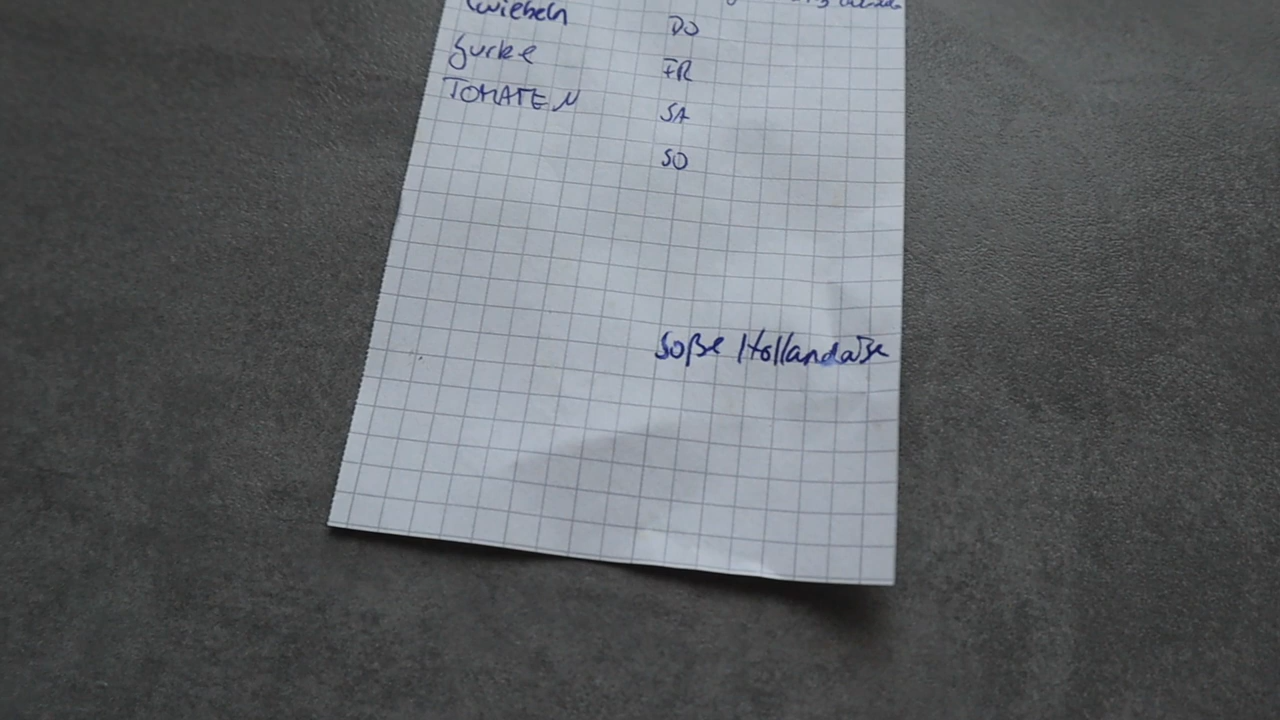 Zwiebeln
Gurke
TOMATEN
DO
FR
SA
SO
Soße Hollandaise